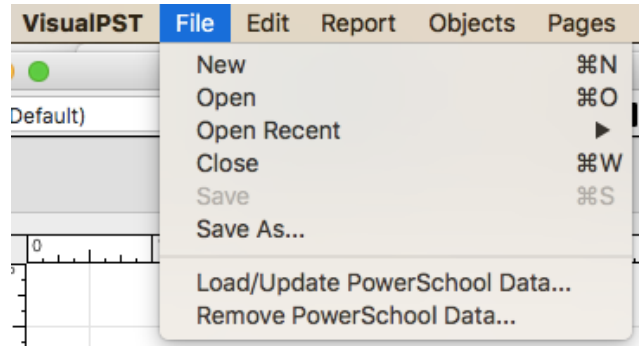 VisualPST File Edit Report Objects Pages
New ⌘N
Open ⌘O
Default)
Open Recent ▶
Close ⌘W
Save ⌘S
Save As...
0
Load/Update PowerSchool Data...
Remove PowerSchool Data...